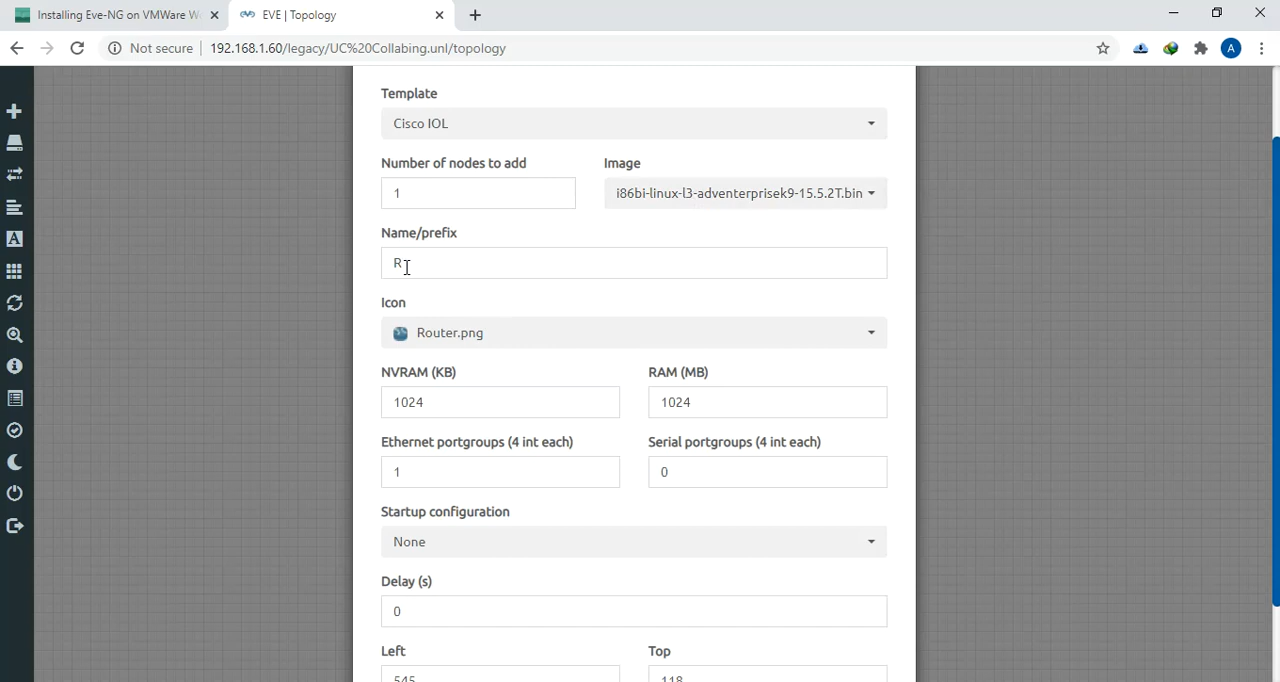 Installing Eve-NG on VMWare W
EVE | Topology
Not secure
192.168.1.60/legacy/UC%20Collabing.unl/topology
A
Template
Cisco IOL
Number of nodes to add
Image
1
i86bi-linux-l3-adventerprisek9-15.5.2T.bin
Name/prefix
R
Icon
Router.png
NVRAM (KB)
RAM (MB)
1024
1024
Ethernet portgroups (4 int each)
Serial portgroups (4 int each)
1
0
Startup configuration
None
Delay (s)
0
Left
Top
545
118